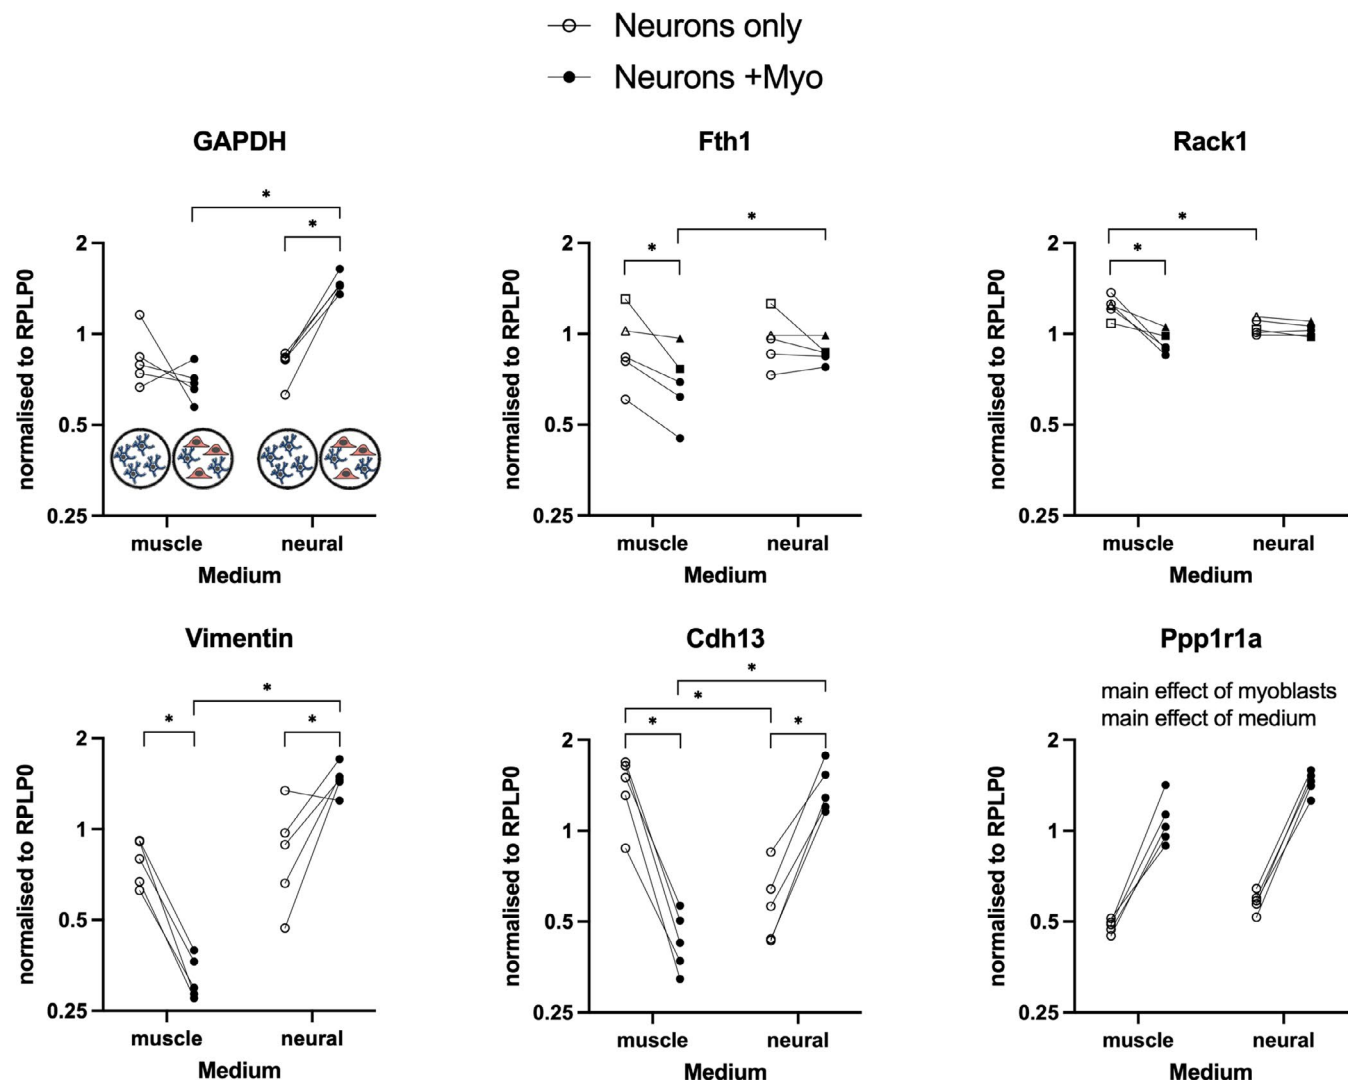 Neurons only
Neurons +Myo
GAPDH
*
*
2
1
0.5
0.25
normalised to RPLP0
muscle
neural
Medium
Fth1
*
*
2
1
0.5
0.25
normalised to RPLP0
muscle
neural
Medium
Rack1
*
*
2
1
0.5
0.25
normalised to RPLP0
muscle
neural
Medium
Vimentin
*
*
*
2
1
0.5
0.25
normalised to RPLP0
muscle
neural
Medium
Cdh13
*
*
*
*
2
1
0.5
0.25
normalised to RPLP0
muscle
neural
Medium
Ppp1r1a
main effect of myoblasts
main effect of medium
2
1
0.5
0.25
normalised to RPLP0
muscle
neural
Medium